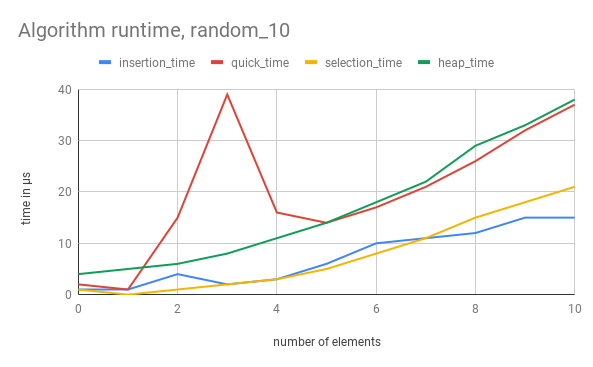 Algorithm runtime, random_10
insertion_time quick_time selection_time heap_time
40
30
20
10
0
time in µs
0 2 4 6 8 10
number of elements